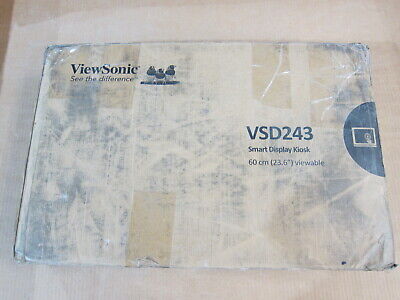 ViewSonic
See the difference
VSD243
Smart Display Kiosk
60 cm (23.6") viewable